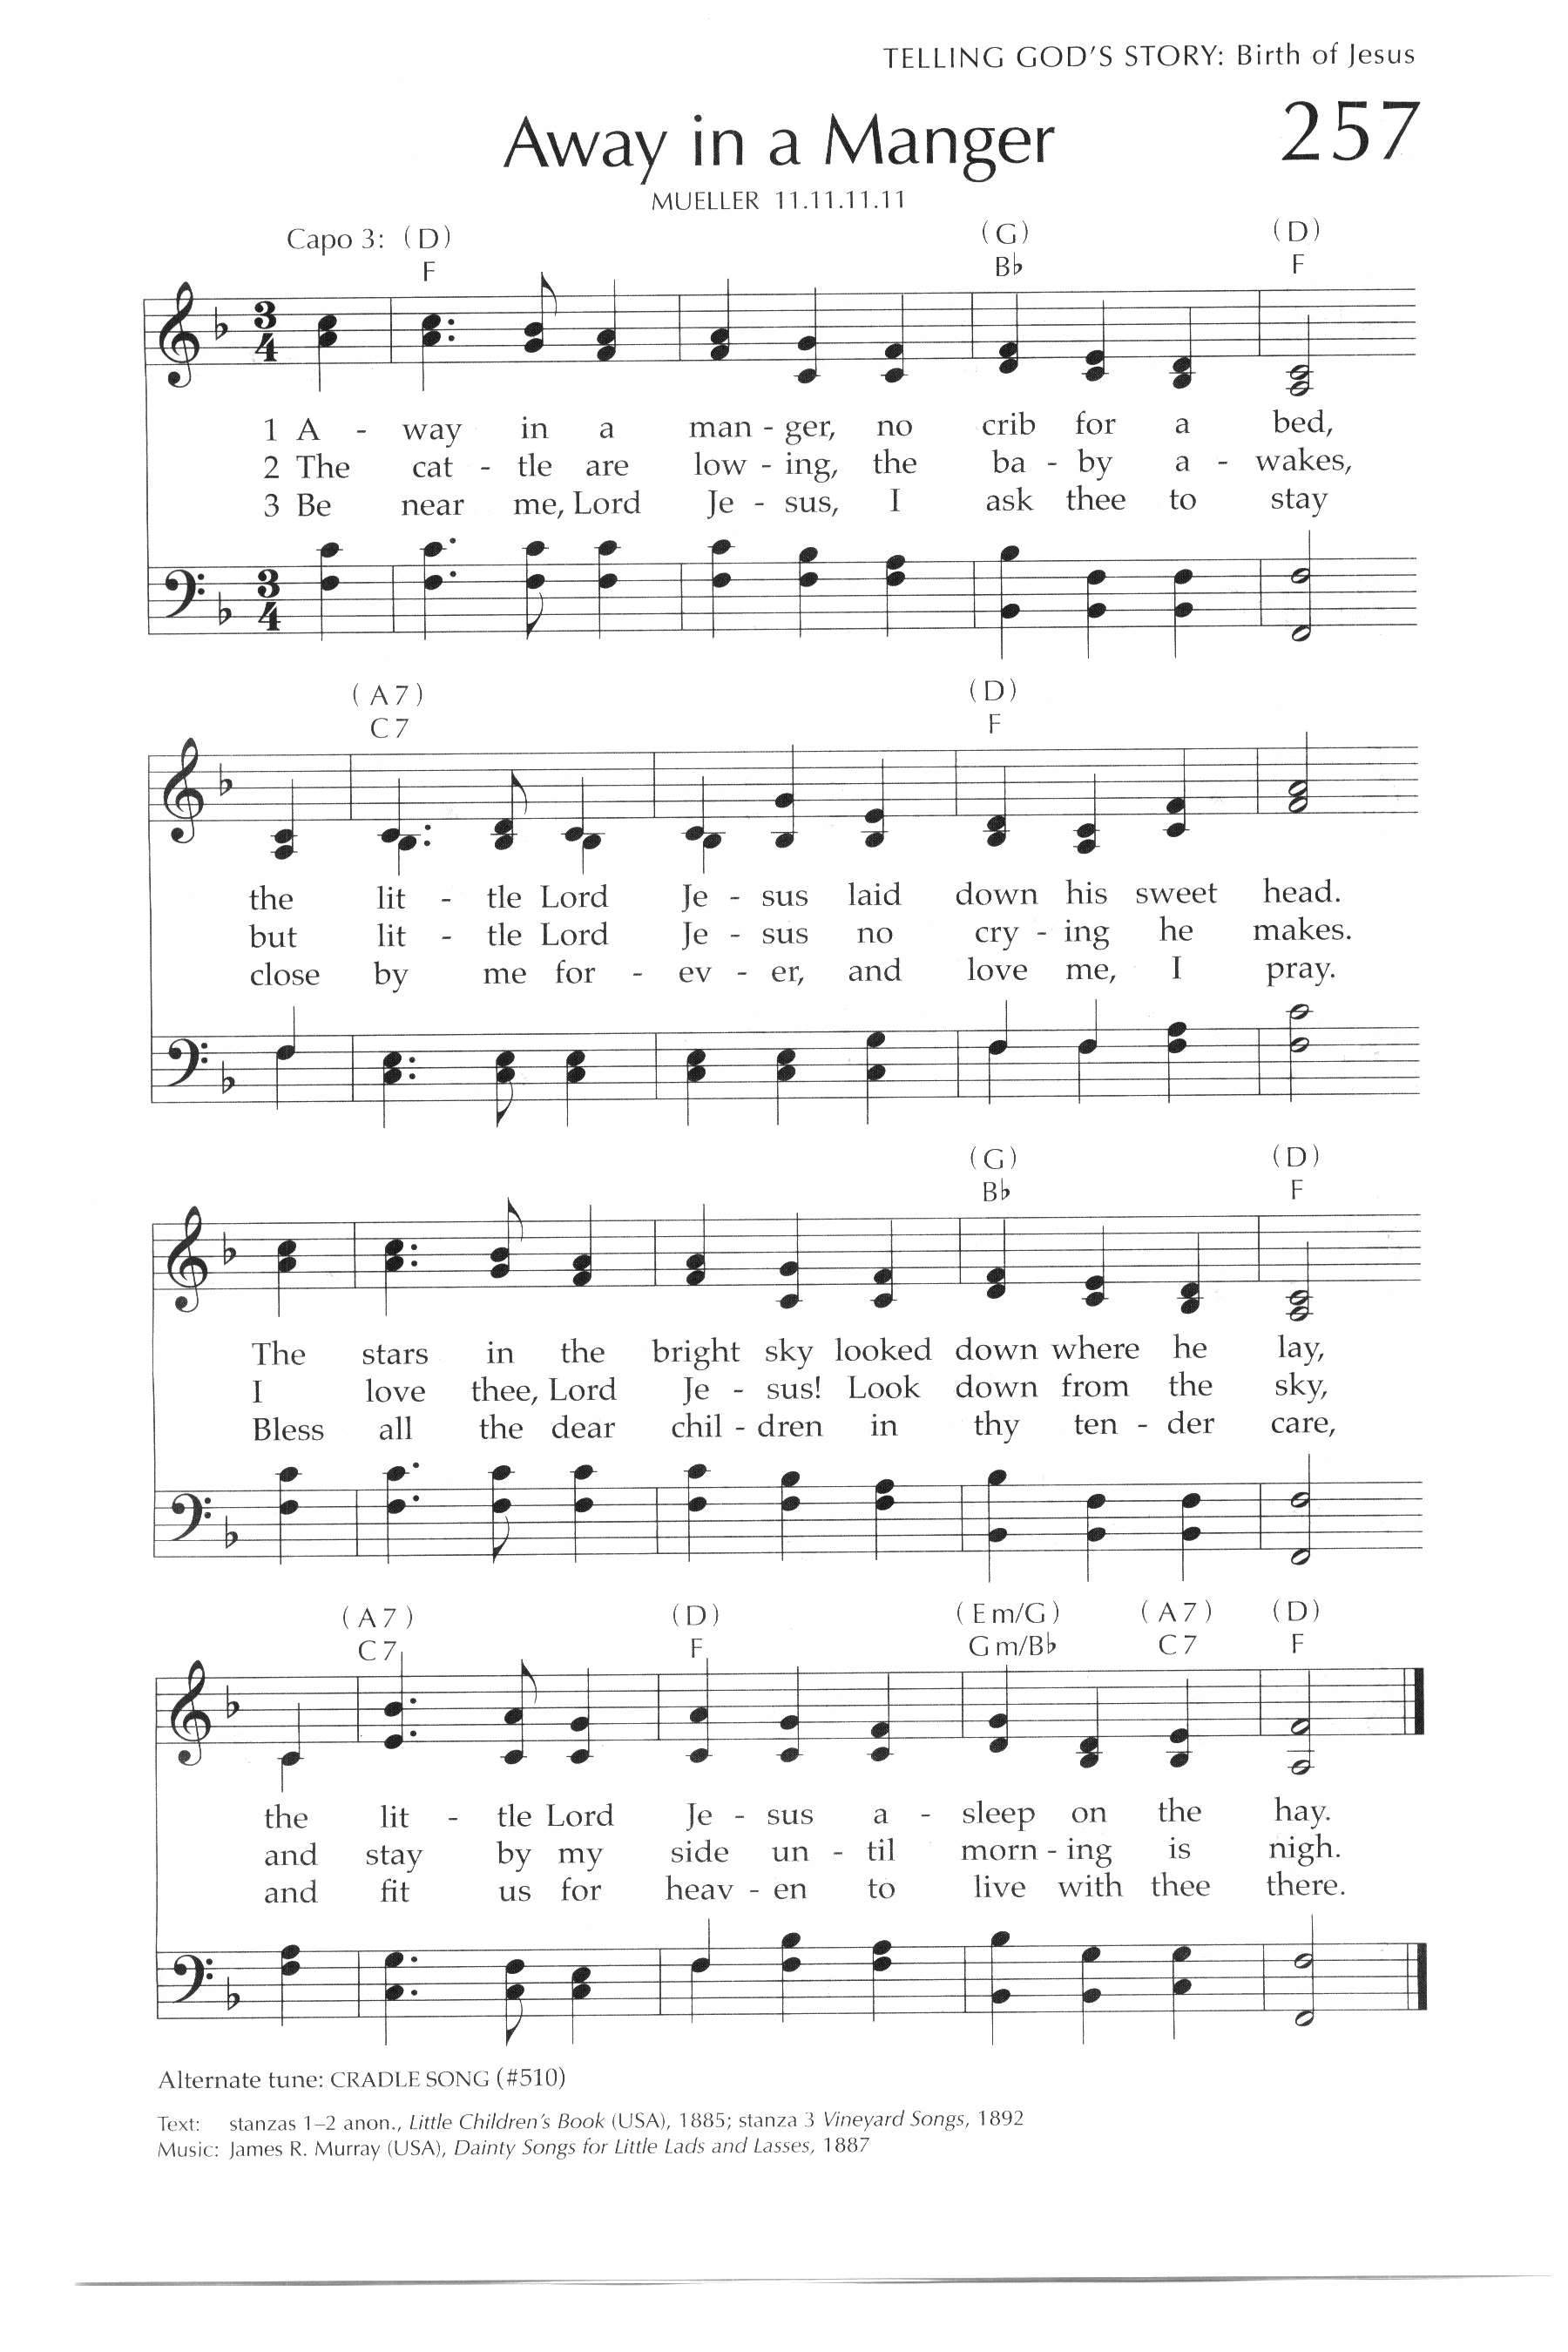 TELLING GOD'S STORY: Birth of Jesus
Away in a Manger 257
MUELLER 11.11.11.11
Capo 3: (D) (G) (D)
F B♭ F
3 4
1 A - way in a man - ger, no crib for a bed,
2 The cat - tle are low - ing, the ba - by a - wakes,
3 Be near me, Lord Je - sus, I ask thee to stay
3 4
(A7) (D)
C7 F
the lit - tle Lord Je - sus laid down his sweet head.
but lit - tle Lord Je - sus no cry - ing he makes.
close by me for - ev - er, and love me, I pray.
(G) (D)
B♭ F
The stars in the bright sky looked down where he lay,
I love thee, Lord Je - sus! Look down from the sky,
Bless all the dear chil - dren in thy ten - der care,
(A7) (D) (Em/G) (A7) (D)
C7 F Gm/B♭ C7 F
the lit - tle Lord Je - sus a - sleep on the hay.
and stay by my side un - til morn - ing is nigh.
and fit us for heav - en to live with thee there.
Alternate tune: CRADLE SONG (#510)
Text: stanzas 1–2 anon., Little Children's Book (USA), 1885; stanza 3 Vineyard Songs, 1892
Music: James R. Murray (USA), Dainty Songs for Little Lads and Lasses, 1887